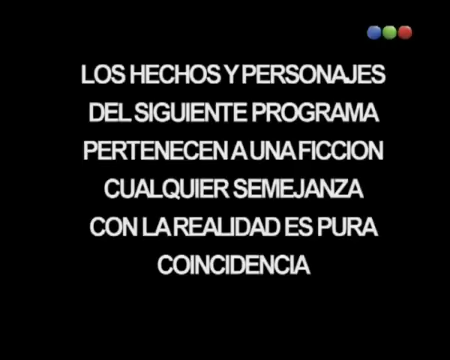 LOS HECHOS Y PERSONAJES
DEL SIGUIENTE PROGRAMA
PERTENECEN A UNA FICCION
CUALQUIER SEMEJANZA
CON LA REALIDAD ES PURA
COINCIDENCIA